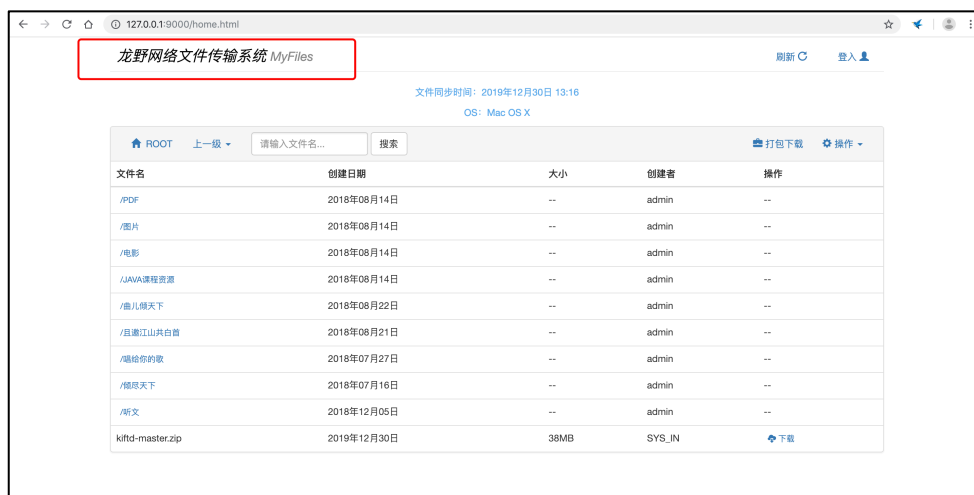 127.0.0.1:9000/home.html
龙野网络文件传输系统 MyFiles 刷新 登入
文件同步时间：2019年12月30日 13:16
OS：Mac OS X
ROOT 上一级 请输入文件名... 搜索 打包下载 操作
文件名 创建日期 大小 创建者 操作
/PDF 2018年08月14日 -- admin --
/图片 2018年08月14日 -- admin --
/电影 2018年08月14日 -- admin --
/JAVA课程资源 2018年08月14日 -- admin --
/曲儿倾天下 2018年08月22日 -- admin --
/且邀江山共白首 2018年08月21日 -- admin --
/唱给你的歌 2018年07月27日 -- admin --
/倾尽天下 2018年07月16日 -- admin --
/听文 2018年12月05日 -- admin --
kiftd-master.zip 2019年12月30日 38MB SYS_IN 下载